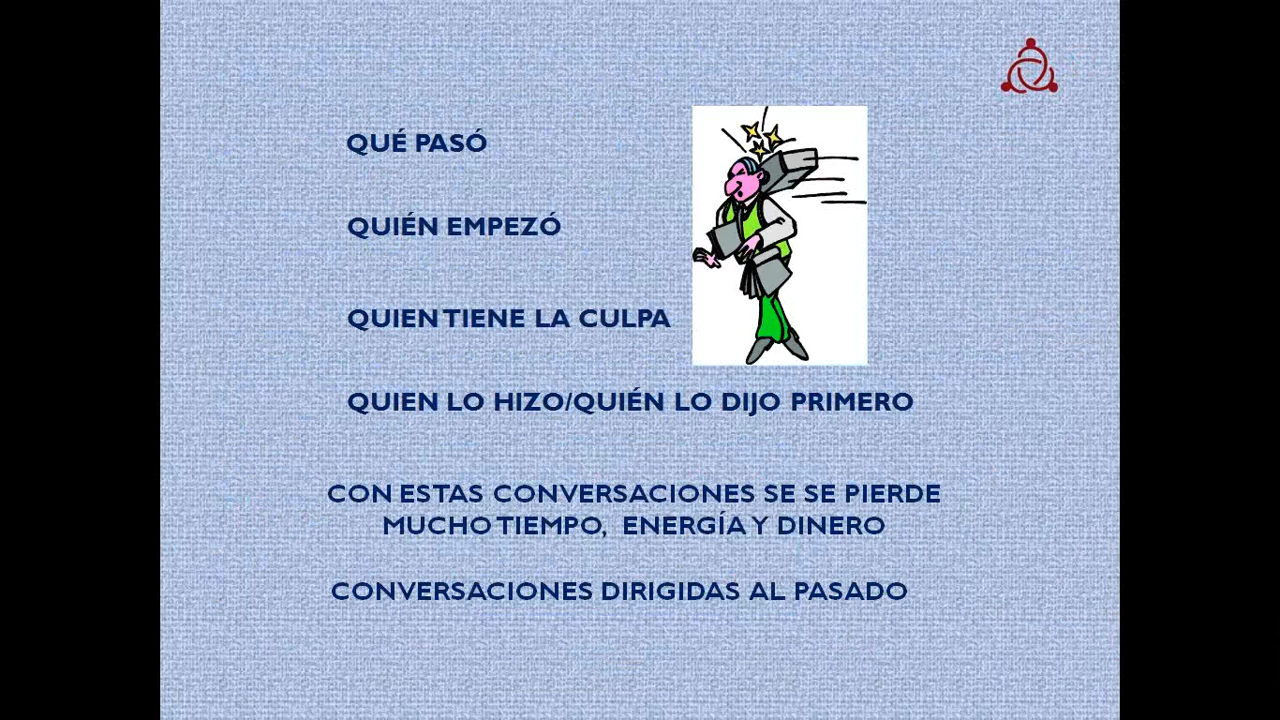 QUÉ PASÓ
QUIÉN EMPEZÓ
QUIEN TIENE LA CULPA
QUIEN LO HIZO/QUIÉN LO DIJO PRIMERO
CON ESTAS CONVERSACIONES SE SE PIERDE
MUCHO TIEMPO, ENERGÍA Y DINERO
CONVERSACIONES DIRIGIDAS AL PASADO